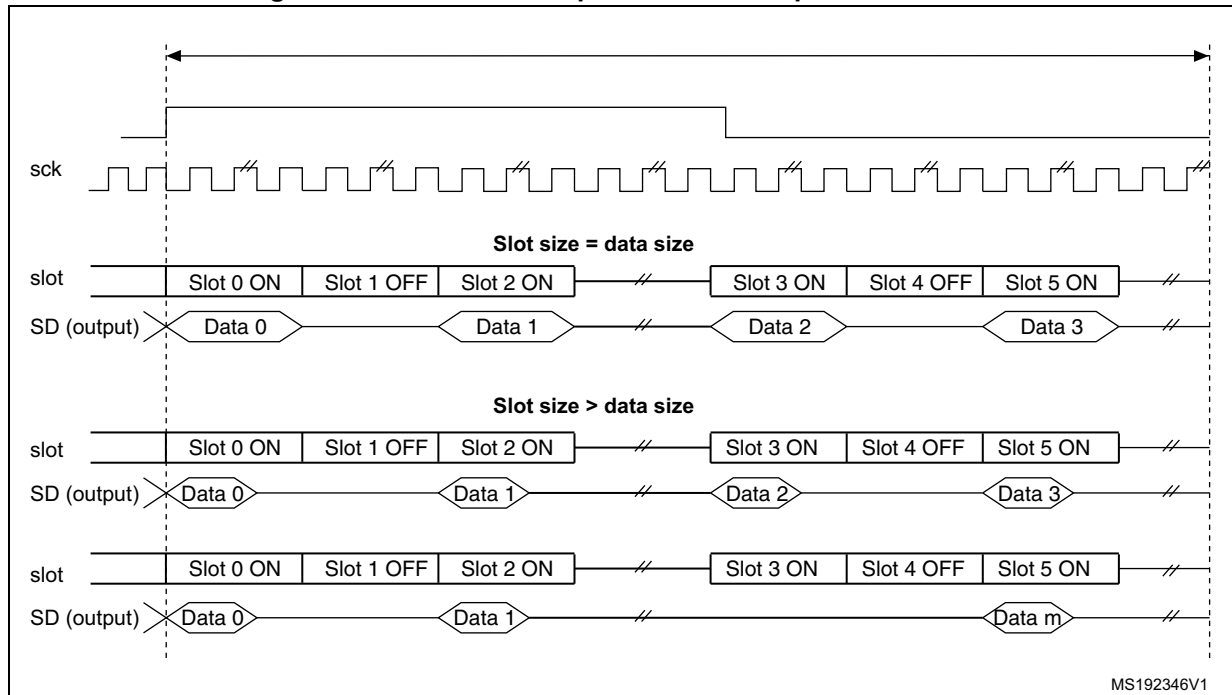 sck
Slot size = data size
slot Slot 0 ON Slot 1 OFF Slot 2 ON Slot 3 ON Slot 4 OFF Slot 5 ON
SD (output) Data 0 Data 1 Data 2 Data 3
Slot size > data size
slot Slot 0 ON Slot 1 OFF Slot 2 ON Slot 3 ON Slot 4 OFF Slot 5 ON
SD (output) Data 0 Data 1 Data 2 Data 3
slot Slot 0 ON Slot 1 OFF Slot 2 ON Slot 3 ON Slot 4 OFF Slot 5 ON
SD (output) Data 0 Data 1 Data m
MS192346V1